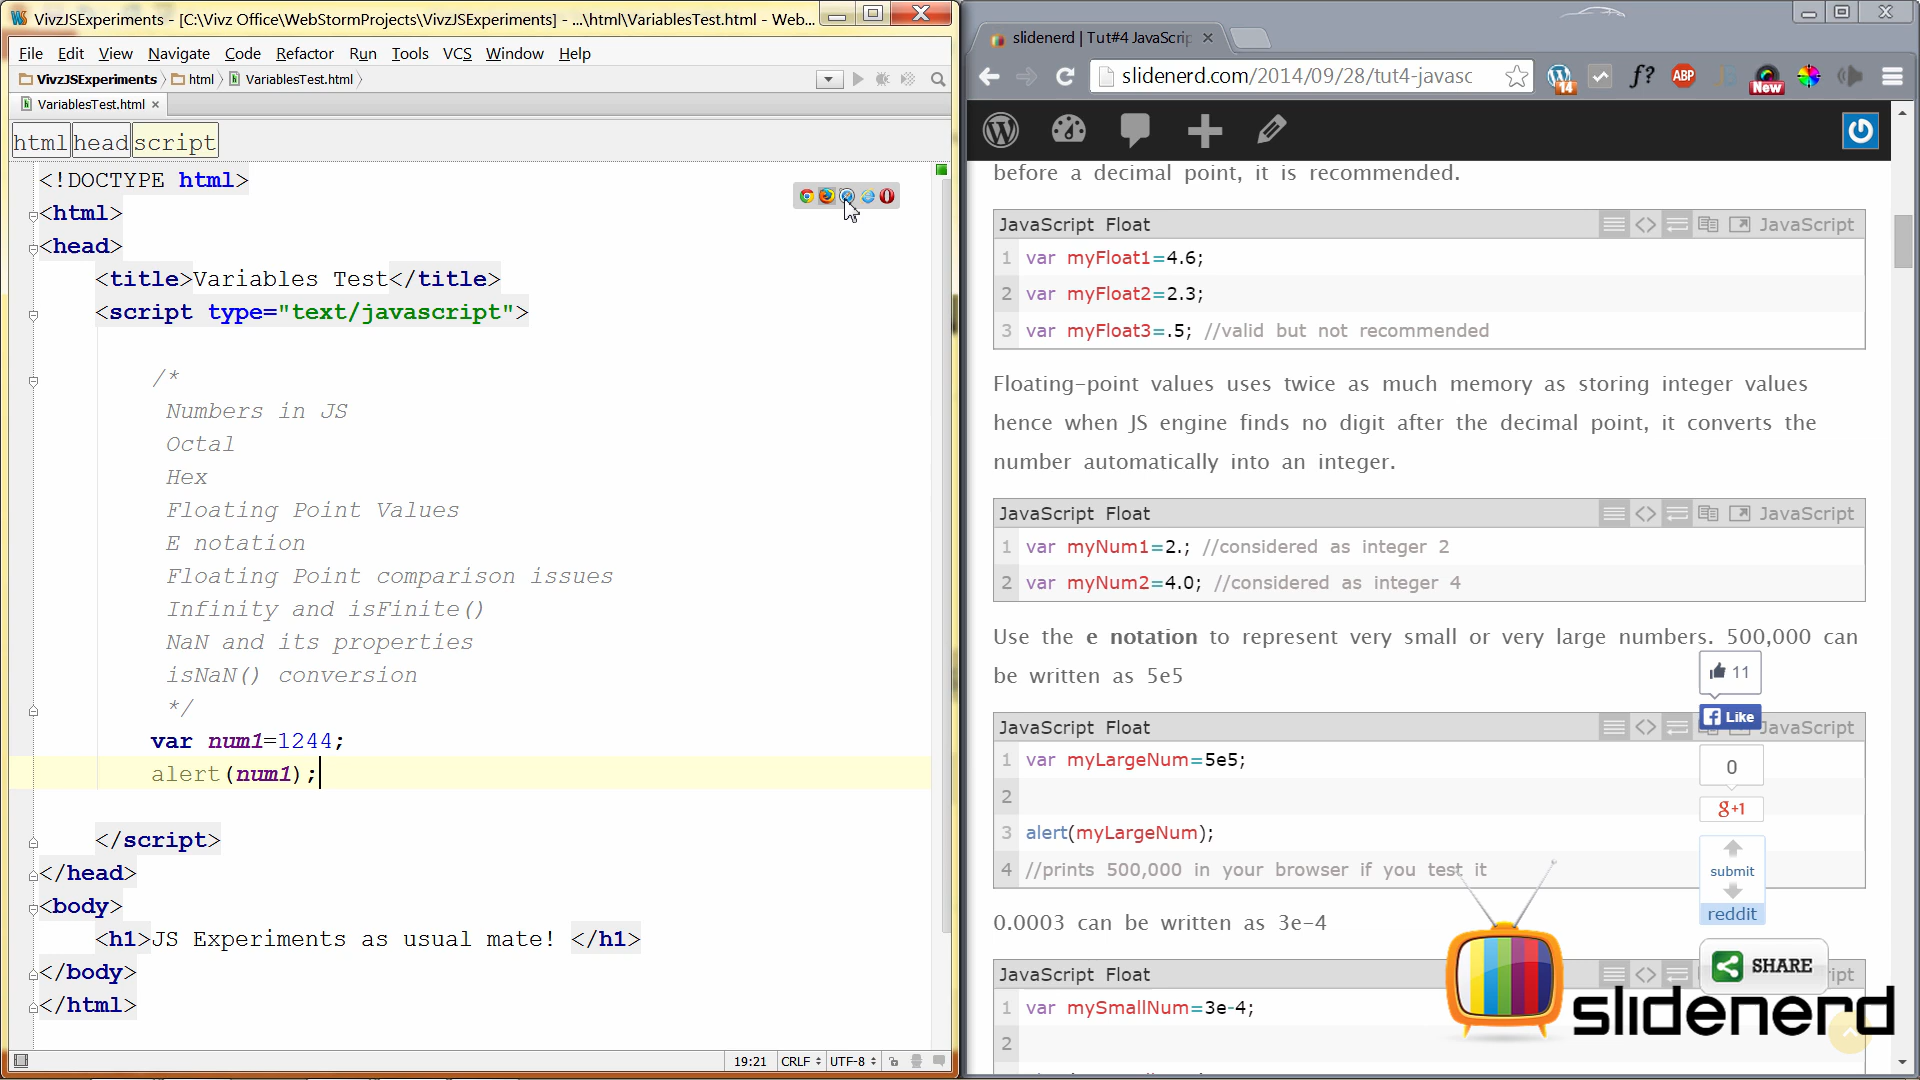 VivzJSExperiments - [C:\Vivz Office\WebStormProjects\VivzJSExperiments] - ...\html\VariablesTest.html - Web...
File Edit View Navigate Code Refactor Run Tools VCS Window Help
VivzJSExperiments html VariablesTest.html
VariablesTest.html
html head script
<!DOCTYPE html>
<html>
<head>
<title>Variables Test</title>
<script type="text/javascript">
/*
Numbers in JS
Octal
Hex
Floating Point Values
E notation
Floating Point comparison issues
Infinity and isFinite()
NaN and its properties
isNaN() conversion
*/
var num1=1244;
alert(num1);
</script>
</head>
<body>
<h1>JS Experiments as usual mate! </h1>
</body>
</html>
19:21 CRLF UTF-8
slidenerd | Tut#4 JavaScrip
slidenerd.com/2014/09/28/tut4-javasc
14
f?
ABP
New
before a decimal point, it is recommended.
JavaScript Float JavaScript
1 var myFloat1=4.6;
2 var myFloat2=2.3;
3 var myFloat3=.5; //valid but not recommended
Floating-point values uses twice as much memory as storing integer values
hence when JS engine finds no digit after the decimal point, it converts the
number automatically into an integer.
JavaScript Float JavaScript
1 var myNum1=2.; //considered as integer 2
2 var myNum2=4.0; //considered as integer 4
Use the e notation to represent very small or very large numbers. 500,000 can
be written as 5e5
11
Like
JavaScript Float JavaScript
1 var myLargeNum=5e5;
2
3 alert(myLargeNum);
4 //prints 500,000 in your browser if you test it
0
g+1
submit
reddit
0.0003 can be written as 3e-4
SHARE
JavaScript Float ript
1 var mySmallNum=3e-4;
2
slidenerd